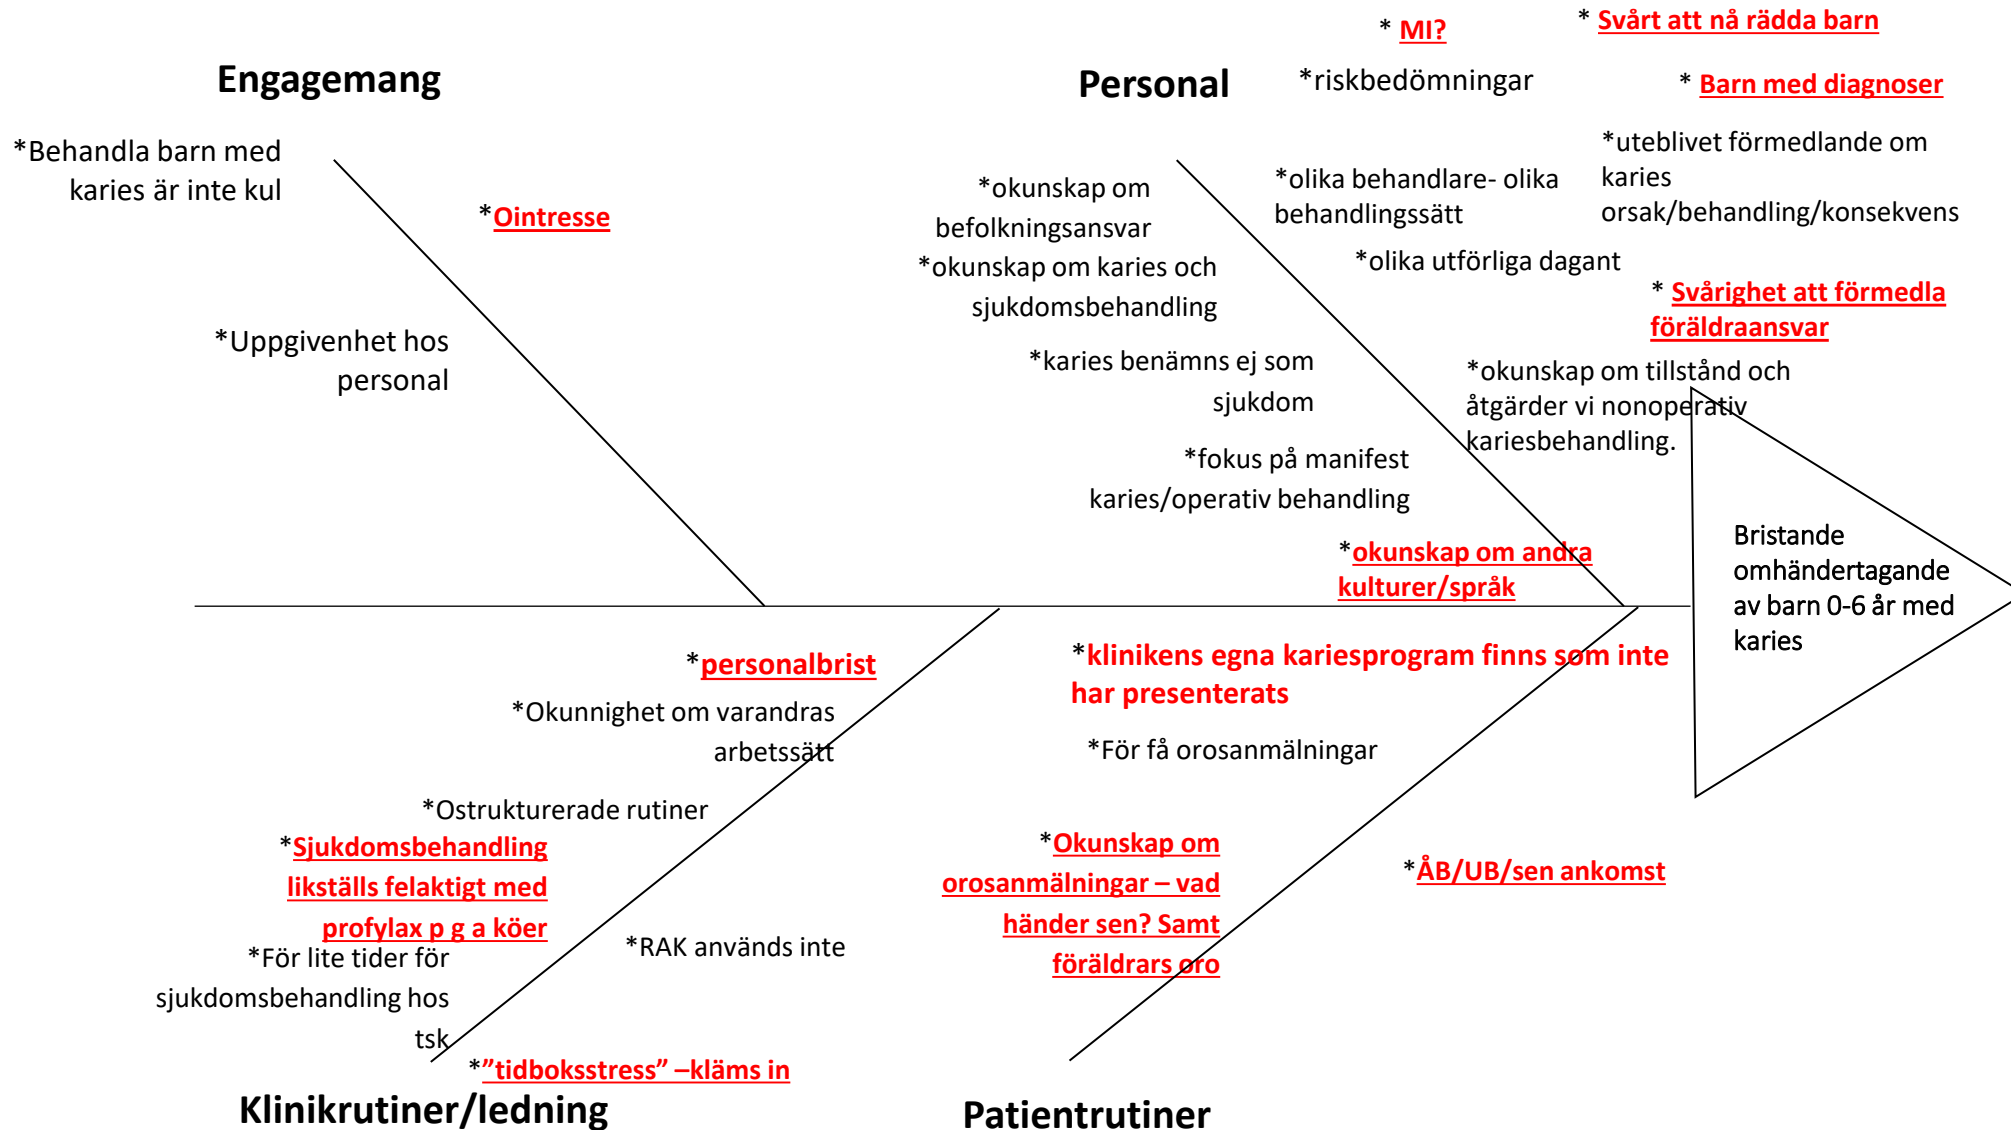 Engagemang
*Behandla barn med
karies är inte kul
*Ointresse
*Uppgivenhet hos
personal
Personal
* MI?
*riskbedömningar
* Svårt att nå rädda barn
* Barn med diagnoser
*okunskap om
befolkningsansvar
*okunskap om karies och
sjukdomsbehandling
*karies benämns ej som
sjukdom
*fokus på manifest
karies/operativ behandling
*okunskap om andra
kulturer/språk
*olika behandlare- olika
behandlingssätt
*olika utförliga dagant
*uteblivet förmedlande om
karies
orsak/behandling/konsekvens
* Svårighet att förmedla
föräldraansvar
*okunskap om tillstånd och
åtgärder vi nonoperativ
kariesbehandling.
Bristande
omhändertagande
av barn 0-6 år med
karies
*personalbrist
*Okunnighet om varandras
arbetssätt
*Ostrukturerade rutiner
*Sjukdomsbehandling
likställs felaktigt med
profylax p g a köer
*För lite tider för
sjukdomsbehandling hos
tsk
*RAK används inte
*”tidboksstress” –kläms in
Klinikrutiner/ledning
*klinikens egna kariesprogram finns som inte
har presenterats
*För få orosanmälningar
*Okunskap om
orosanmälningar – vad
händer sen? Samt
föräldrars oro
*ÅB/UB/sen ankomst
Patientrutiner